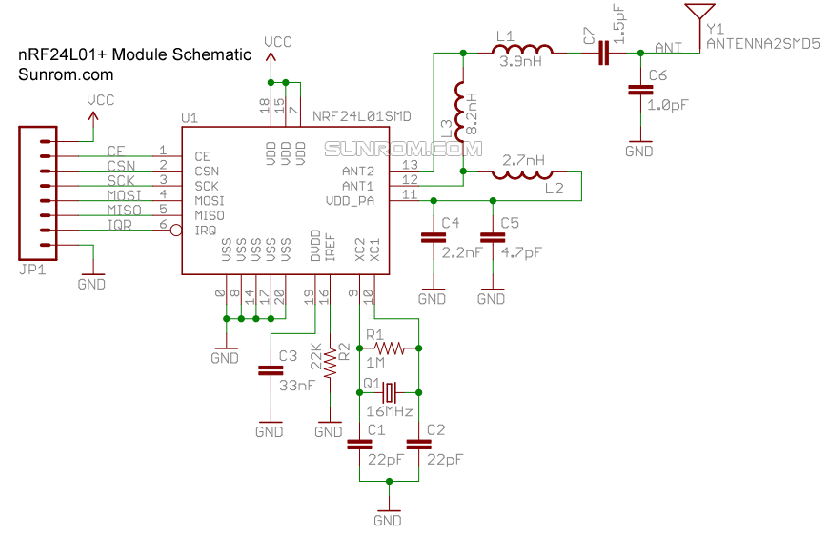 nRF24L01+ Module Schematic
Sunrom.com
VCC
VCC
JP1
GND
CE
CSN
SCK
MOSI
MISO
IQR
1
2
3
4
5
6
U1
NRF24L01SMD
SUNROM.COM
18
15
7
VDD
VDD
VDD
CE
CSN
SCK
MOSI
MISO
IRQ
ANT2
ANT1
VDD_PA
13
12
11
VSS
VSS
VSS
VSS
VSS
DVDD
IREF
XC2
XC1
0
8
14
17
20
19
16
9
10
GND
C3
33nF
GND
22K
R2
GND
R1
1M
Q1
16MHz
C1
22pF
C2
22pF
GND
L1
3.9nH
L3
8.2nH
2.7nH
L2
C4
2.2nF
GND
C5
4.7pF
GND
C7
1.5pF
ANT
C6
1.0pF
GND
Y1
ANTENNA2SMD5